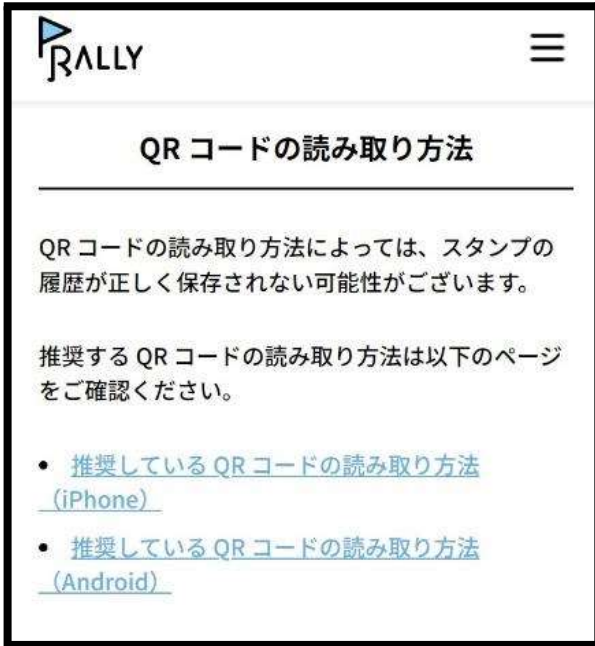 RALLY
QR コードの読み取り方法
QR コードの読み取り方法によっては、スタンプの
履歴が正しく保存されない可能性がございます。
推奨する QR コードの読み取り方法は以下のページ
をご確認ください。
• 推奨している QR コードの読み取り方法
（iPhone）
• 推奨している QR コードの読み取り方法
（Android）